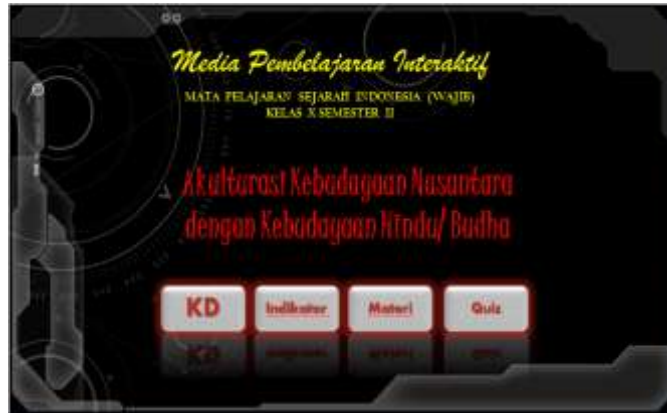 Media Pembelajaran Interaktif
MATA PELAJARAN SEJARAH INDONESIA (WAJIB)
KELAS X SEMESTER II
Akulturasi Kebudayaan Nusantara
dengan Kebudayaan Hindu/ Budha
KD
Indikator
Materi
Quiz